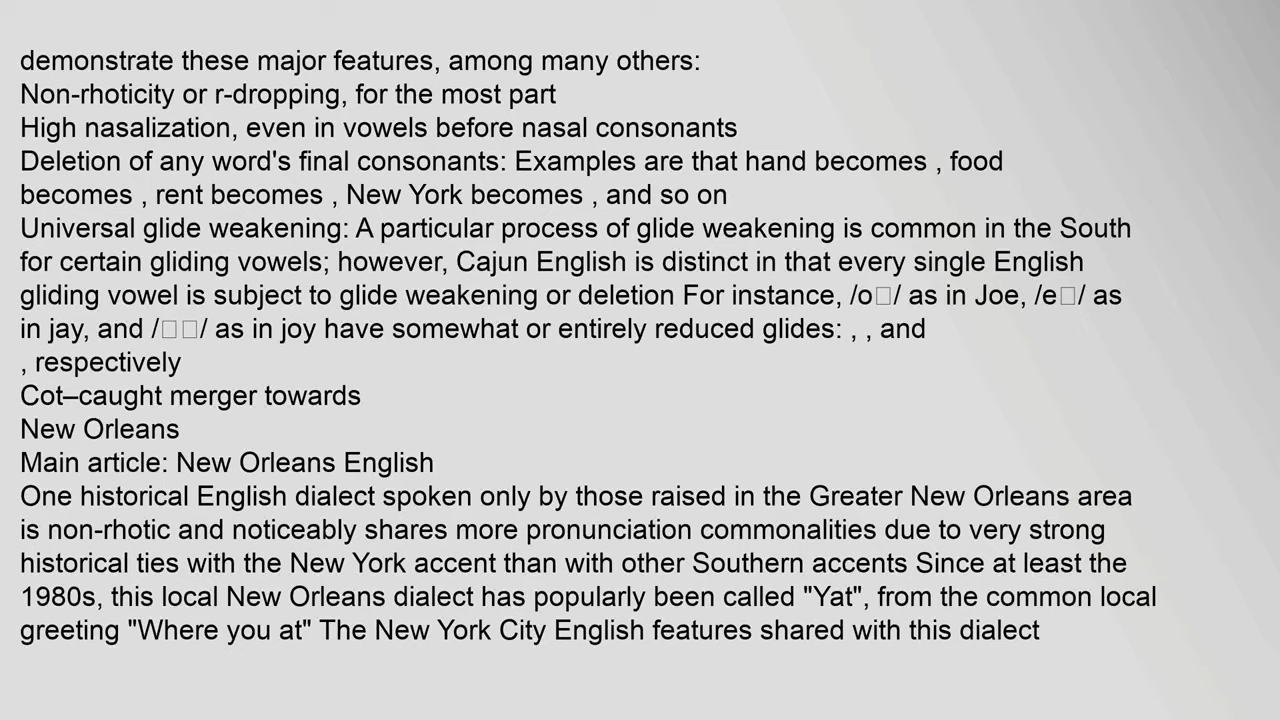 demonstrate these major features, among many others:
Non-rhoticity or r-dropping, for the most part
High nasalization, even in vowels before nasal consonants
Deletion of any word's final consonants: Examples are that hand becomes , food
becomes , rent becomes , New York becomes , and so on
Universal glide weakening: A particular process of glide weakening is common in the South
for certain gliding vowels; however, Cajun English is distinct in that every single English
gliding vowel is subject to glide weakening or deletion For instance, /o□/ as in Joe, /e□/ as
in jay, and /□□/ as in joy have somewhat or entirely reduced glides: , , and
, respectively
Cot–caught merger towards
New Orleans
Main article: New Orleans English
One historical English dialect spoken only by those raised in the Greater New Orleans area
is non-rhotic and noticeably shares more pronunciation commonalities due to very strong
historical ties with the New York accent than with other Southern accents Since at least the
1980s, this local New Orleans dialect has popularly been called "Yat", from the common local
greeting "Where you at" The New York City English features shared with this dialect